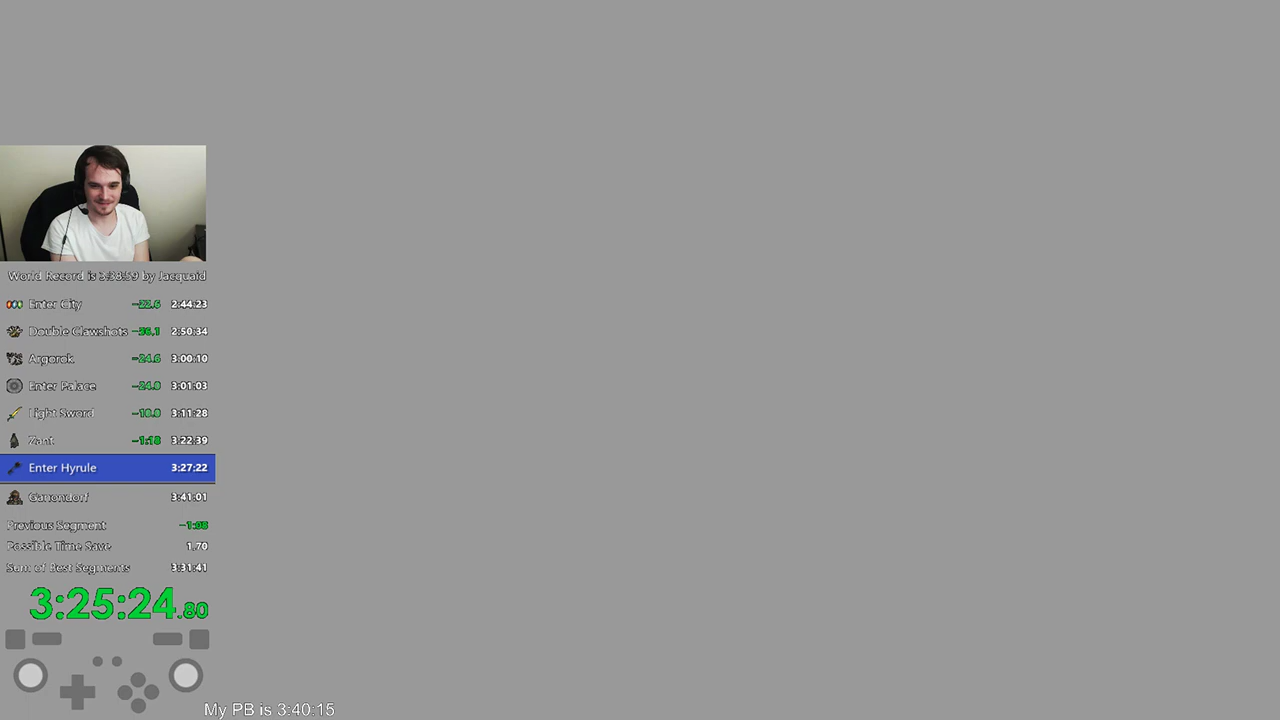 World Record is 3:38:59 by Jacquaid
Enter City -22.6 2:44:23
Double Clawshots -36.1 2:50:34
Argorok -24.6 3:00:10
Enter Palace -24.8 3:01:03
Light Sword -18.8 3:11:28
Zant -1:18 3:22:39
Enter Hyrule 3:27:22
Ganondorf 3:41:01
Previous Segment -1:08
Possible Time Save 1.70
Sum of Best Segments 3:31:41
3:25:24.80
My PB is 3:40:15